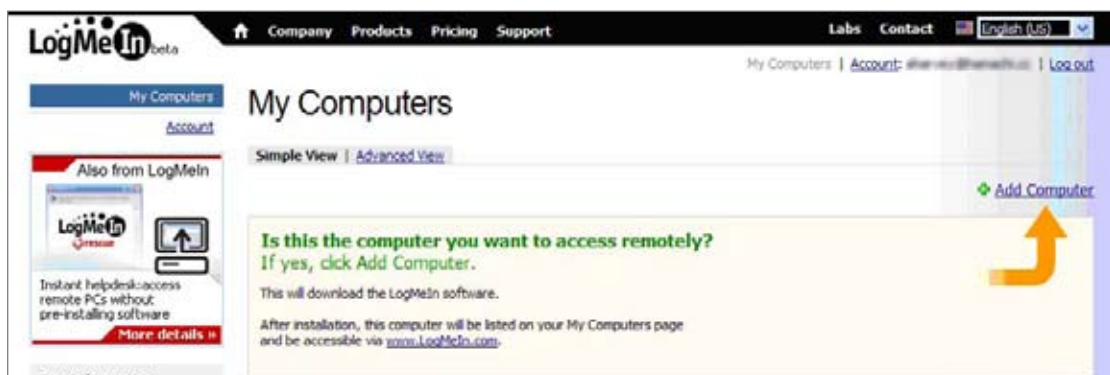 LogMeIn beta
Company Products Pricing Support
Labs Contact English (US)
My Computers | Account: | Log out
My Computers
Account
My Computers
Simple View | Advanced View
Also from LogMeIn
LogMeIn
rescue
Instant helpdesk: access
remote PCs without
pre-installing software
More details »
Add Computer
Is this the computer you want to access remotely?
If yes, click Add Computer.
This will download the LogMeIn software.
After installation, this computer will be listed on your My Computers page
and be accessible via www.LogMeIn.com.